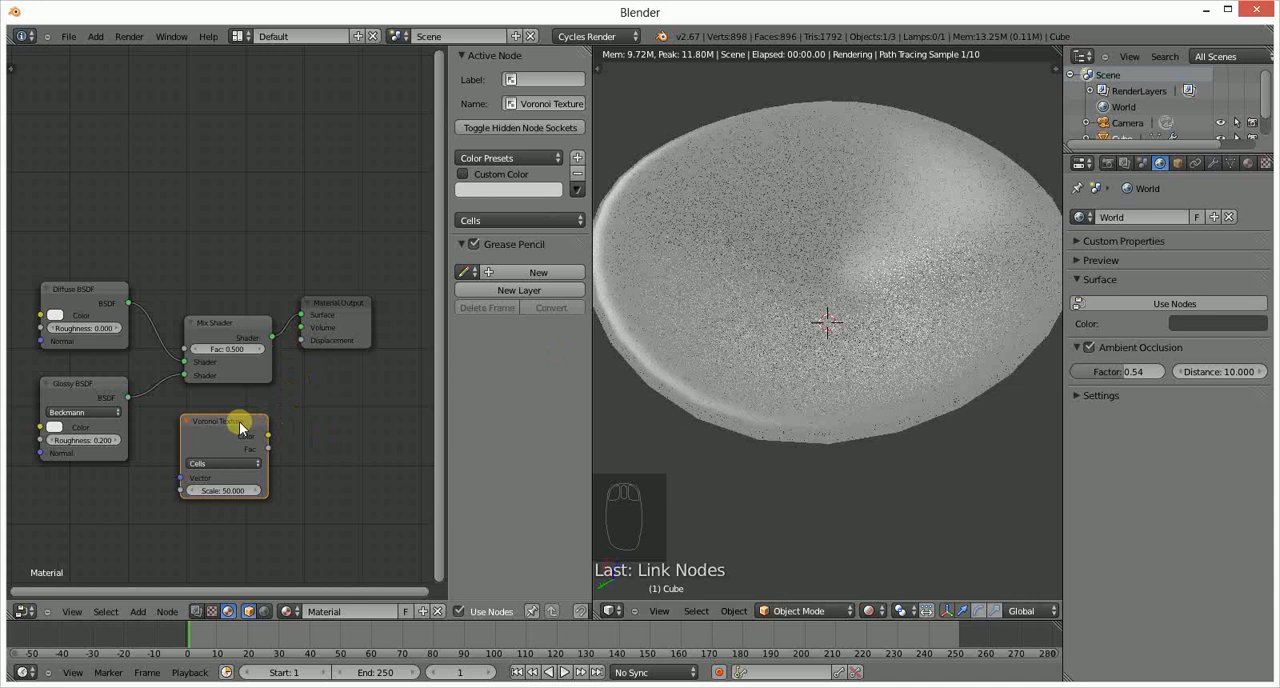 Blender
File Add Render Window Help Default Scene Cycles Render v2.67 | Verts:898 | Faces:896 | Tris:1792 | Objects:1/3 | Lamps:0/1 | Mem:13.25M (0.11M) | Cube
Active Node
Label:
Name: Voronoi Texture
Toggle Hidden Node Sockets
Color Presets
Custom Color
Cells
Grease Pencil
New
New Layer
Delete Frame Convert
Diffuse BSDF
BSDF
Color
Roughness: 0.000
Normal
Glossy BSDF
BSDF
Beckmann
Color
Roughness: 0.200
Normal
Mix Shader
Shader
Fac: 0.500
Shader
Shader
Voronoi Texture
Color
Fac
Cells
Vector
Scale: 50.000
Material Output
Surface
Volume
Displacement
Material
View Select Add Node Material F Use Nodes
Mem: 9.72M, Peak: 11.80M | Scene | Elapsed: 00:00.00 | Rendering | Path Tracing Sample 1/10
Last: Link Nodes
(1) Cube
View Select Object Object Mode Global
View Search All Scenes
Scene
RenderLayers
World
Camera
Cube
World
World F
Custom Properties
Preview
Surface
Use Nodes
Color:
Ambient Occlusion
Factor: 0.54 Distance: 10.000
Settings
-50 -40 -30 -20 -10 0 10 20 30 40 50 60 70 80 90 100 110 120 130 140 150 160 170 180 190 200 210 220 230 240 250 260 270 280
View Marker Frame Playback Start: 1 End: 250 1 No Sync